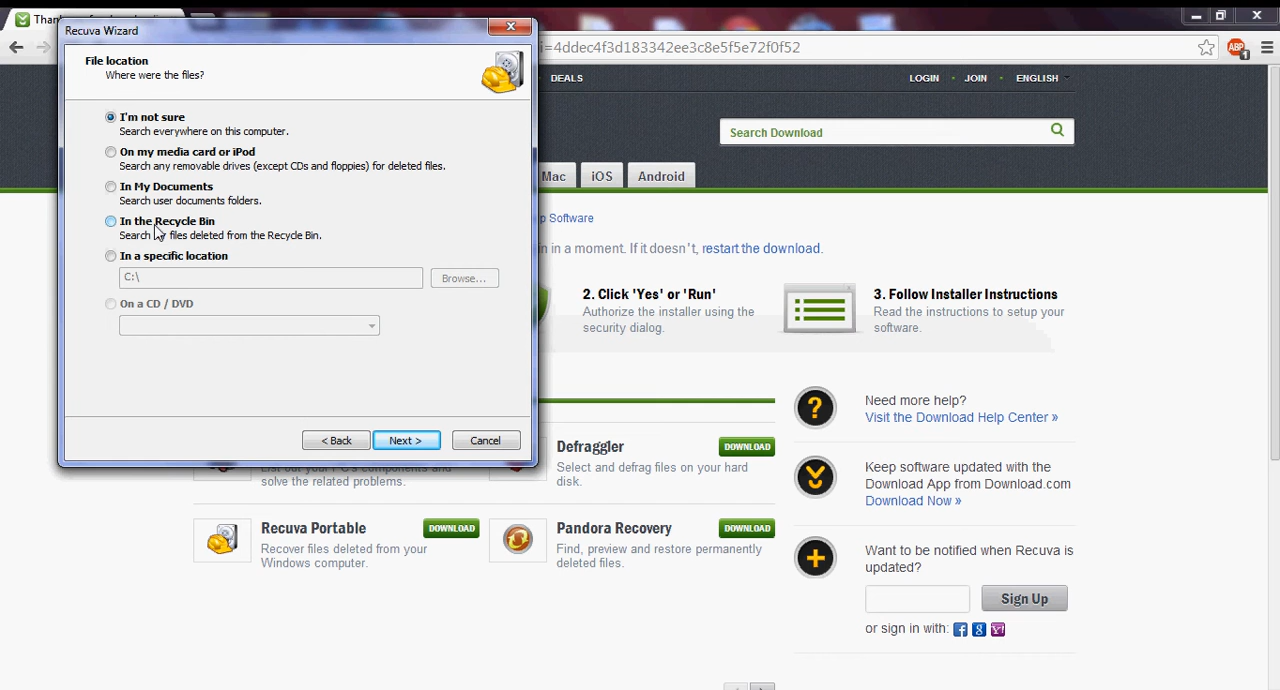 Recuva Wizard
File location
Where were the files?
I'm not sure
Search everywhere on this computer.
On my media card or iPod
Search any removable drives (except CDs and floppies) for deleted files.
In My Documents
Search user documents folders.
In the Recycle Bin
files deleted from the Recycle Bin.
In a specific location
C:\
Browse...
On a CD / DVD
< Back
Next >
Cancel
i=4ddec4f3d183342ee3c8e5f5e72f0f52
ABP
1
DEALS
LOGIN
JOIN
ENGLISH
Search Download
Mac
iOS
Android
Software
in a moment. If it doesn't, restart the download.
2. Click 'Yes' or 'Run'
Authorize the installer using the
security dialog.
3. Follow Installer Instructions
Read the instructions to setup your
software.
solve the related problems.
Defraggler
DOWNLOAD
Select and defrag files on your hard
disk.
Recuva Portable
DOWNLOAD
Recover files deleted from your
Windows computer.
Pandora Recovery
DOWNLOAD
Find, preview and restore permanently
deleted files.
Need more help?
Visit the Download Help Center »
Keep software updated with the
Download App from Download.com
Download Now »
Want to be notified when Recuva is
updated?
Sign Up
or sign in with: